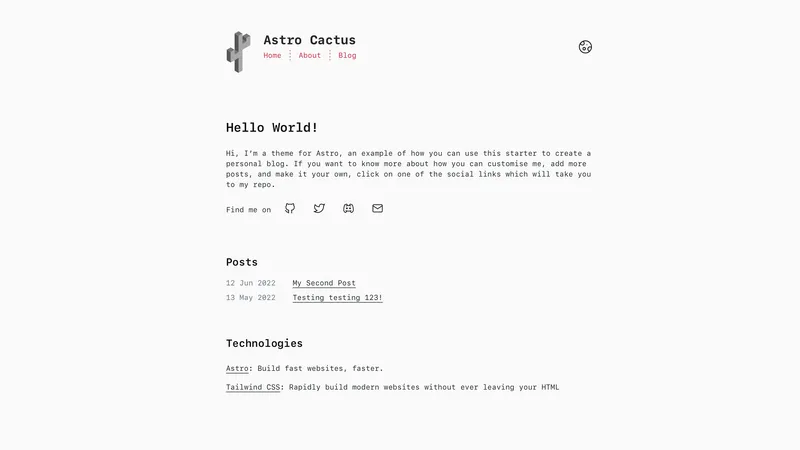 Astro Cactus
Home About Blog
Hello World!
Hi, I’m a theme for Astro, an example of how you can use this starter to create a
personal blog. If you want to know more about how you can customise me, add more
posts, and make it your own, click on one of the social links which will take you
to my repo.
Find me on
Posts
12 Jun 2022 My Second Post
13 May 2022 Testing testing 123!
Technologies
Astro: Build fast websites, faster.
Tailwind CSS: Rapidly build modern websites without ever leaving your HTML